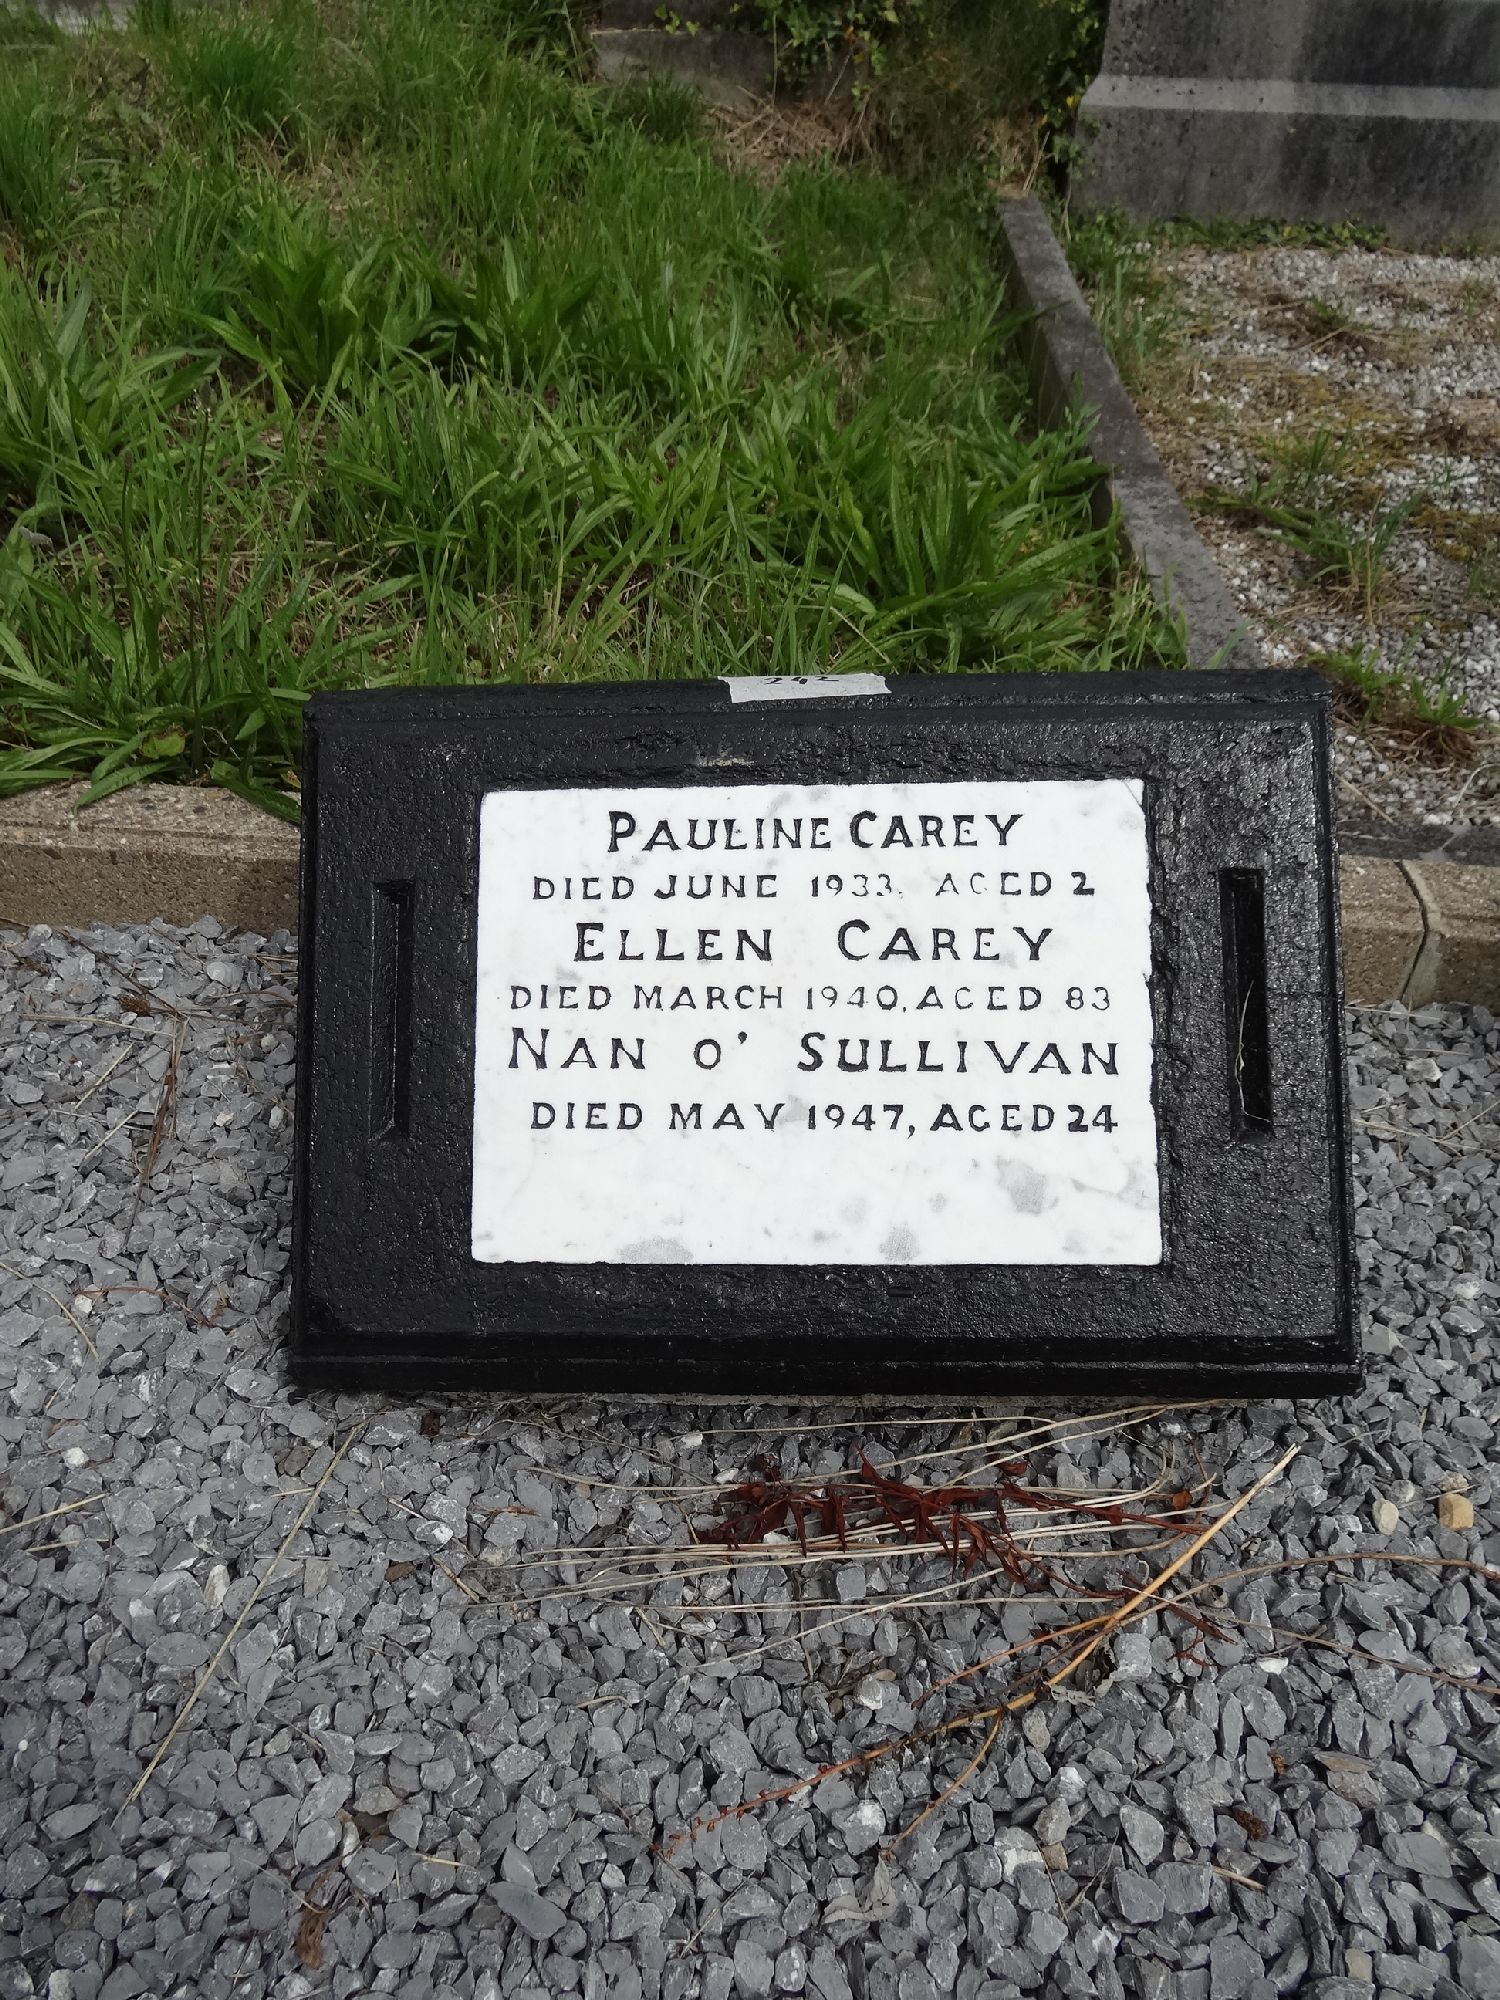 242
PAULINE CAREY
DIED JUNE 1933. AGED 2
ELLEN CAREY
DIED MARCH 1940, AGED 83
NAN O' SULLIVAN
DIED MAY 1947, AGED 24